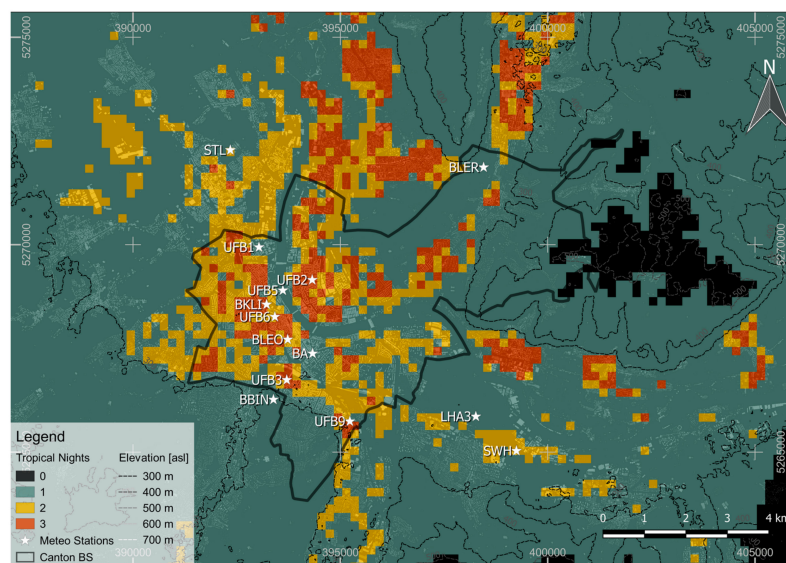 390000
395000
400000
405000
5275000
5275000
N
STL
BLER
5270000
5270000
UFB1
UFB2
UFB5
BKLI
UFB6
BLEO
BA
UFB3
BBIN
UFB9
LHA3
SWH
5265000
Legend
Tropical Nights
Elevation [asl]
0
300 m
1
400 m
2
500 m
3
600 m
Meteo Stations
700 m
Canton BS
0 1 2 3 4 km
390000
395000
400000
405000